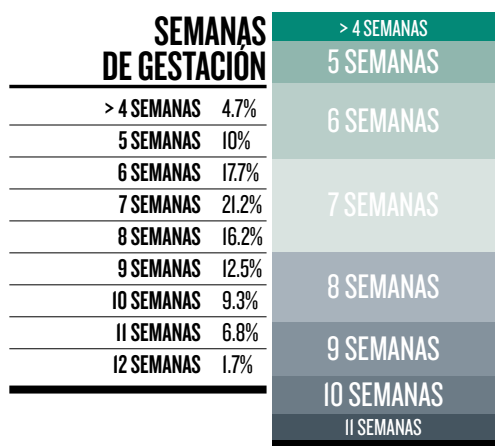 SEMANAS
DE GESTACIÓN
> 4 SEMANAS 4.7%
5 SEMANAS 10%
6 SEMANAS 17.7%
7 SEMANAS 21.2%
8 SEMANAS 16.2%
9 SEMANAS 12.5%
10 SEMANAS 9.3%
11 SEMANAS 6.8%
12 SEMANAS 1.7%
> 4 SEMANAS
5 SEMANAS
6 SEMANAS
7 SEMANAS
8 SEMANAS
9 SEMANAS
10 SEMANAS
11 SEMANAS